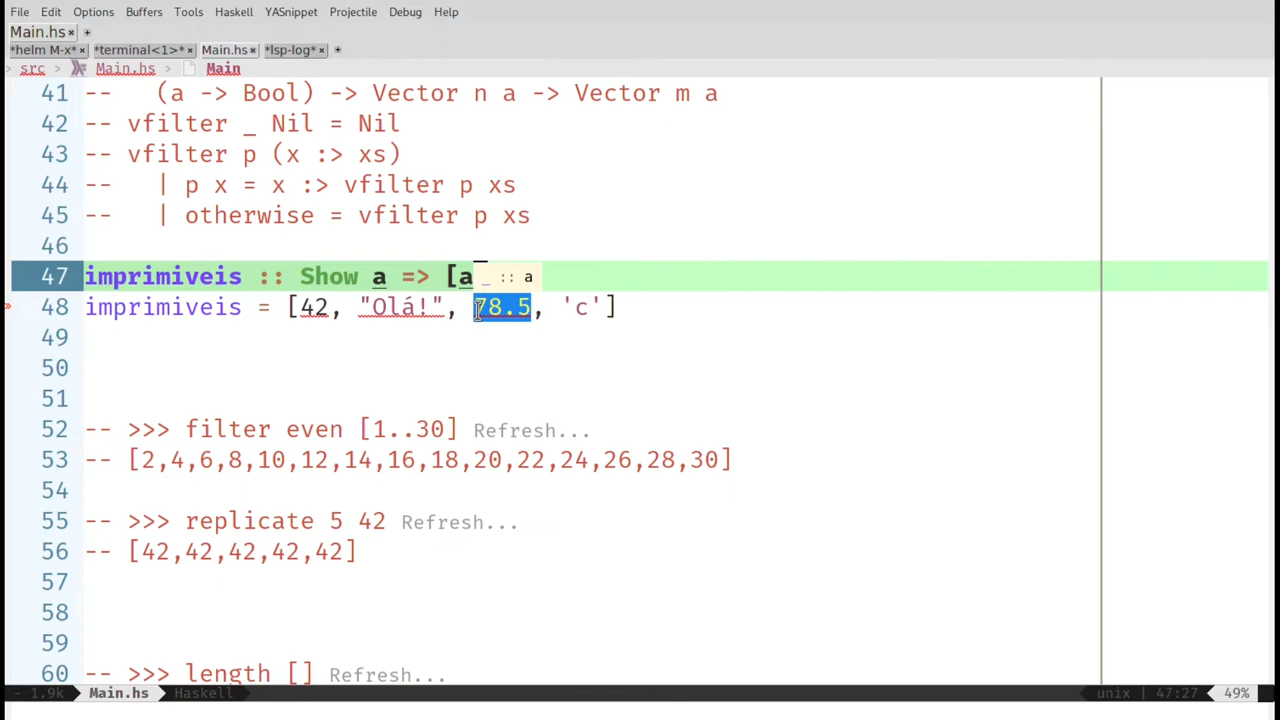 File Edit Options Buffers Tools Haskell YASnippet Projectile Debug Help
Main.hs × +
*helm M-x* × *terminal<1>* × Main.hs × *lsp-log* × +
> src > Main.hs > Main
41 --   (a -> Bool) -> Vector n a -> Vector m a
42 -- vfilter _ Nil = Nil
43 -- vfilter p (x :> xs)
44 --   | p x = x :> vfilter p xs
45 --   | otherwise = vfilter p xs
46
47 imprimiveis :: Show a => [a _ :: a
48 imprimiveis = [42, "Olá!", 78.5, 'c']
49
50
51
52 -- >>> filter even [1..30] Refresh...
53 -- [2,4,6,8,10,12,14,16,18,20,22,24,26,28,30]
54
55 -- >>> replicate 5 42 Refresh...
56 -- [42,42,42,42,42]
57
58
59
60 -- >>> length [] Refresh...
- 1.9k Main.hs Haskell unix | 47:27 49%